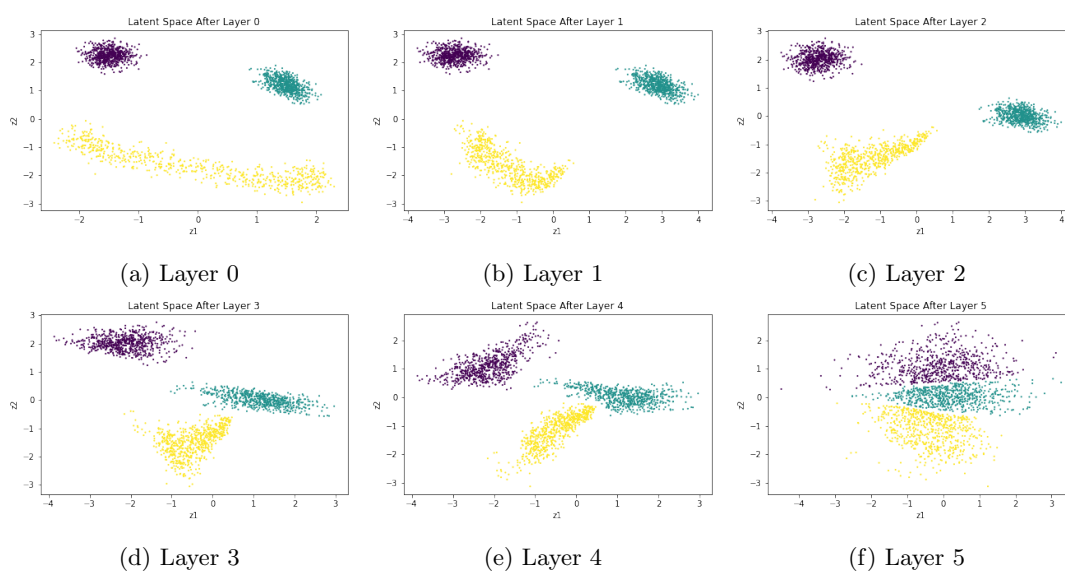 Latent Space After Layer 0
3
2
1
0
−1
−2
−3
z2
−2 −1 0 1 2
z1
(a) Layer 0
Latent Space After Layer 1
3
2
1
0
−1
−2
−3
z2
−4 −3 −2 −1 0 1 2 3 4
z1
(b) Layer 1
Latent Space After Layer 2
3
2
1
0
−1
−2
−3
z2
−4 −3 −2 −1 0 1 2 3 4
z1
(c) Layer 2
Latent Space After Layer 3
3
2
1
0
−1
−2
−3
z2
−4 −3 −2 −1 0 1 2 3
z1
(d) Layer 3
Latent Space After Layer 4
2
1
0
−1
−2
−3
z2
−3 −2 −1 0 1 2 3
z1
(e) Layer 4
Latent Space After Layer 5
2
1
0
−1
−2
−3
z2
−4 −3 −2 −1 0 1 2 3
z1
(f) Layer 5